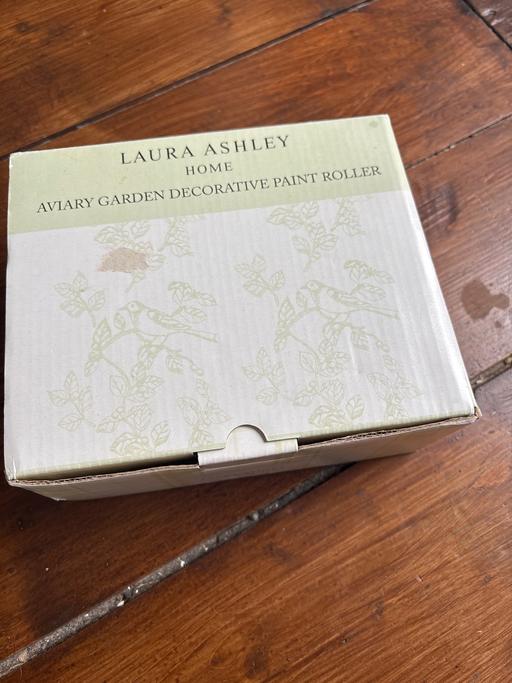 LAURA ASHLEY
HOME
AVIARY GARDEN DECORATIVE PAINT ROLLER